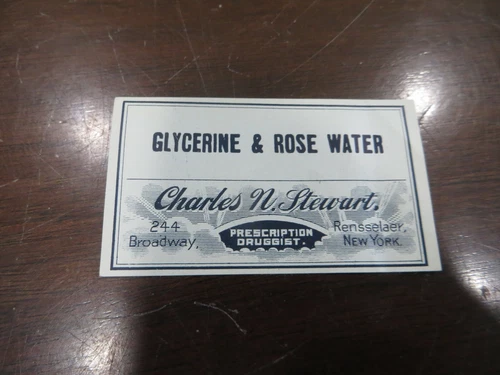 GLYCERINE & ROSE WATER
Charles N. Stewart,
244 Broadway,
PRESCRIPTION DRUGGIST.
Rensselaer, NEW YORK.